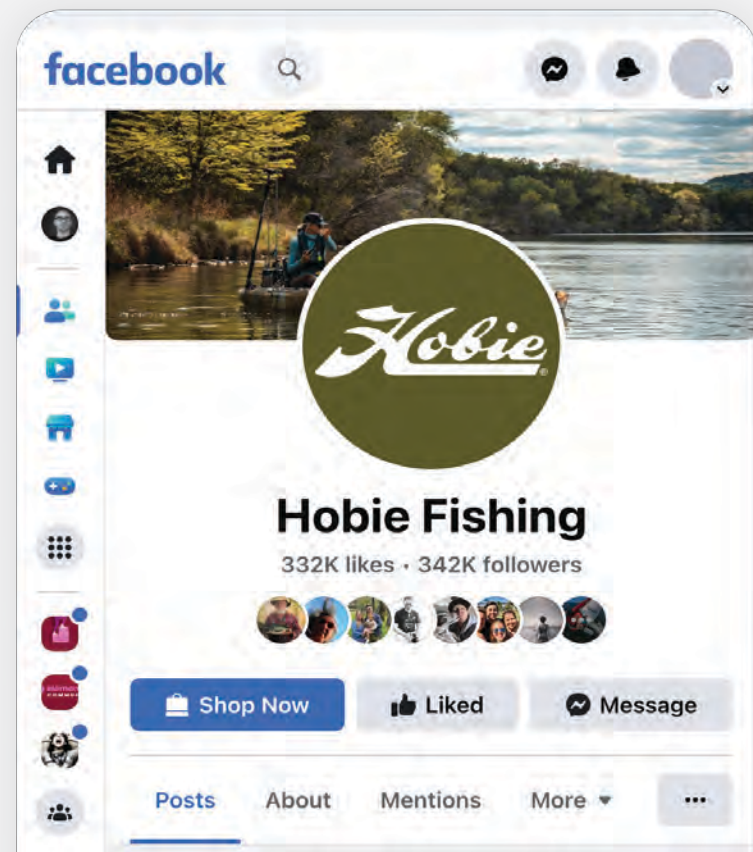 facebook
Hobie
Hobie Fishing
332K likes · 342K followers
Shop Now
Liked
Message
Posts
About
Mentions
More